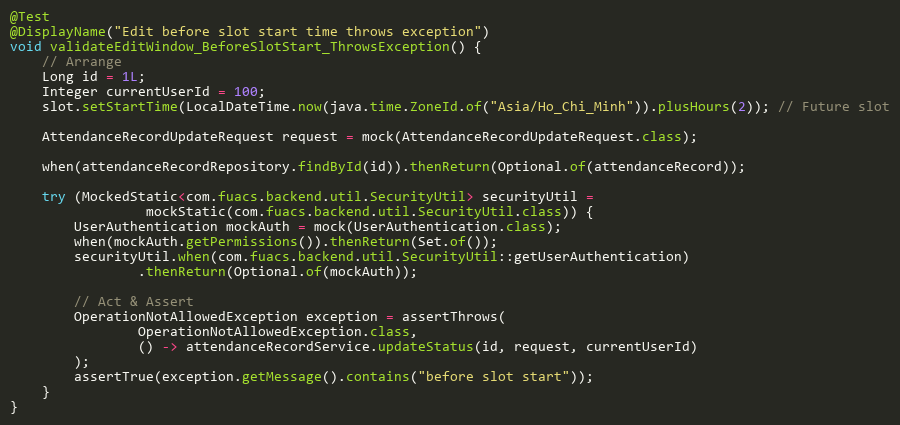 @Test
@DisplayName("Edit before slot start time throws exception")
void validateEditWindow_BeforeSlotStart_ThrowsException() {
    // Arrange
    Long id = 1L;
    Integer currentUserId = 100;
    slot.setStartTime(LocalDateTime.now(java.time.ZoneId.of("Asia/Ho_Chi_Minh")).plusHours(2)); // Future slot

    AttendanceRecordUpdateRequest request = mock(AttendanceRecordUpdateRequest.class);

    when(attendanceRecordRepository.findById(id)).thenReturn(Optional.of(attendanceRecord));

    try (MockedStatic<com.fuacs.backend.util.SecurityUtil> securityUtil =
                 mockStatic(com.fuacs.backend.util.SecurityUtil.class)) {
        UserAuthentication mockAuth = mock(UserAuthentication.class);
        when(mockAuth.getPermissions()).thenReturn(Set.of());
        securityUtil.when(com.fuacs.backend.util.SecurityUtil::getUserAuthentication)
                .thenReturn(Optional.of(mockAuth));

        // Act & Assert
        OperationNotAllowedException exception = assertThrows(
                OperationNotAllowedException.class,
                () -> attendanceRecordService.updateStatus(id, request, currentUserId)
        );
        assertTrue(exception.getMessage().contains("before slot start"));
    }
}